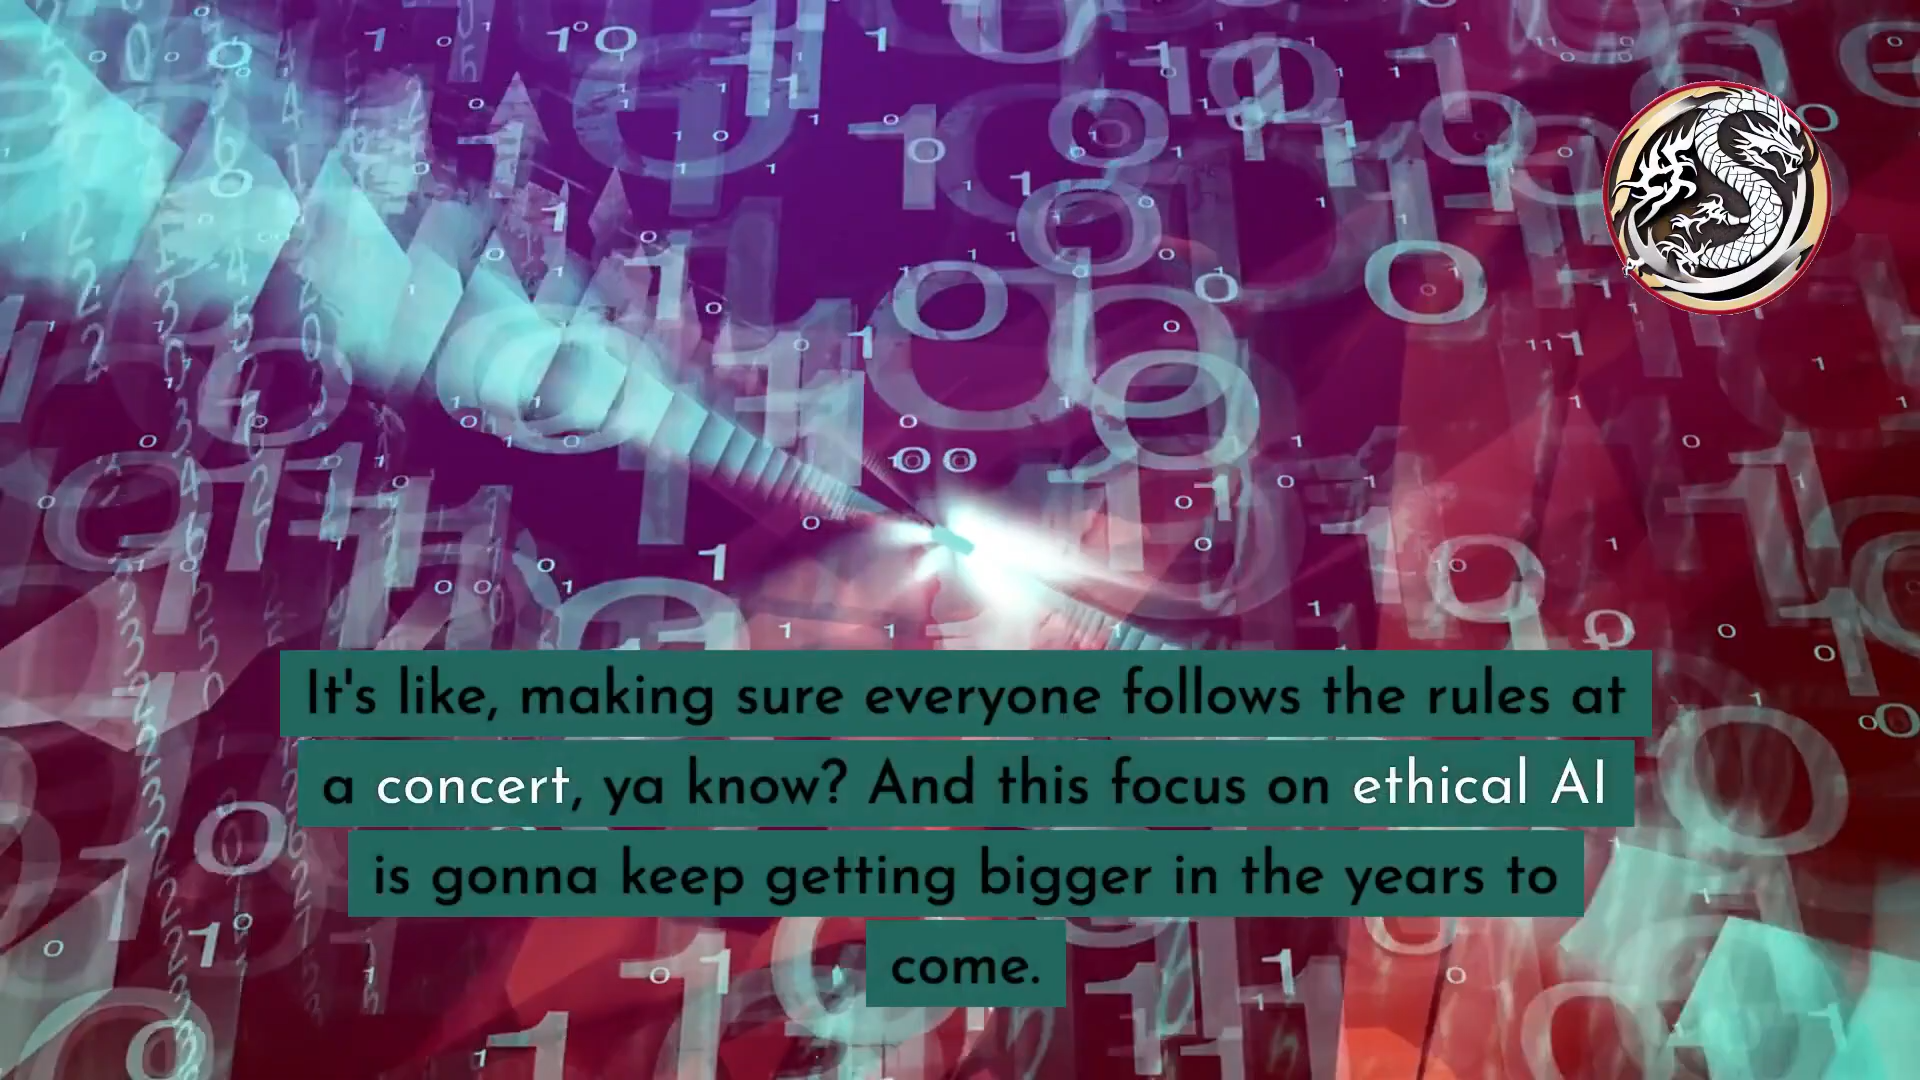 It's like, making sure everyone follows the rules at
a concert, ya know? And this focus on ethical AI
is gonna keep getting bigger in the years to
come.